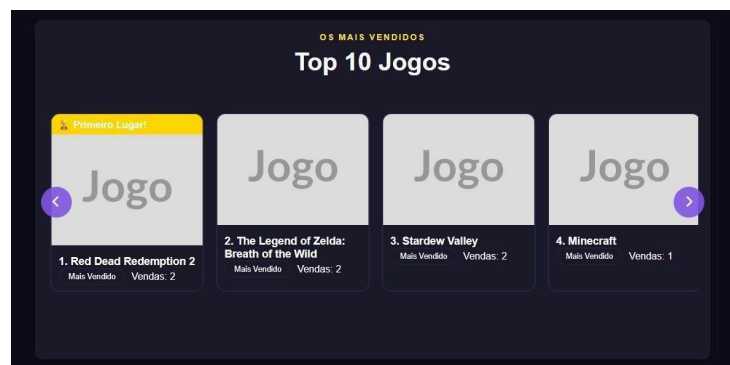 OS MAIS VENDIDOS
Top 10 Jogos
Primeiro Lugar!
Jogo
1. Red Dead Redemption 2
Mais Vendido Vendas: 2
Jogo
2. The Legend of Zelda:
Breath of the Wild
Mais Vendido Vendas: 2
Jogo
3. Stardew Valley
Mais Vendido Vendas: 2
Jogo
4. Minecraft
Mais Vendido Vendas: 1